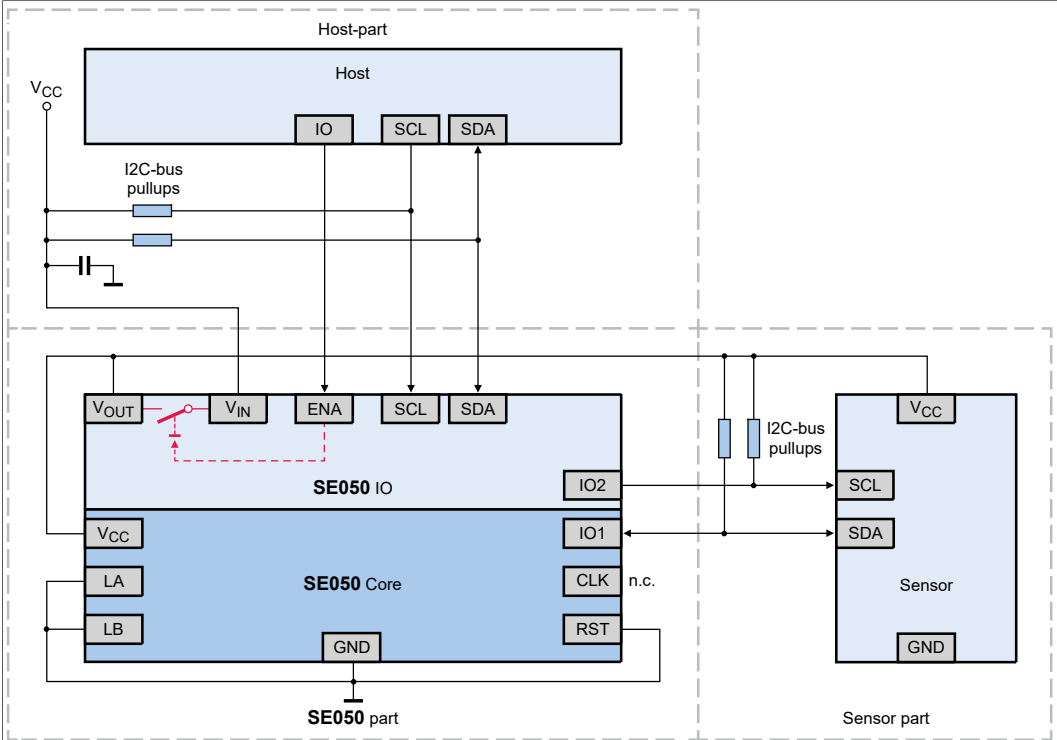 Host-part
Host
VCC
IO
SCL
SDA
I2C-bus
pullups
VOUT
VIN
ENA
SCL
SDA
VCC
I2C-bus
pullups
SE050 IO
IO2
SCL
VCC
IO1
SDA
LA
SE050 Core
CLK
n.c.
Sensor
LB
RST
GND
GND
SE050 part
Sensor part